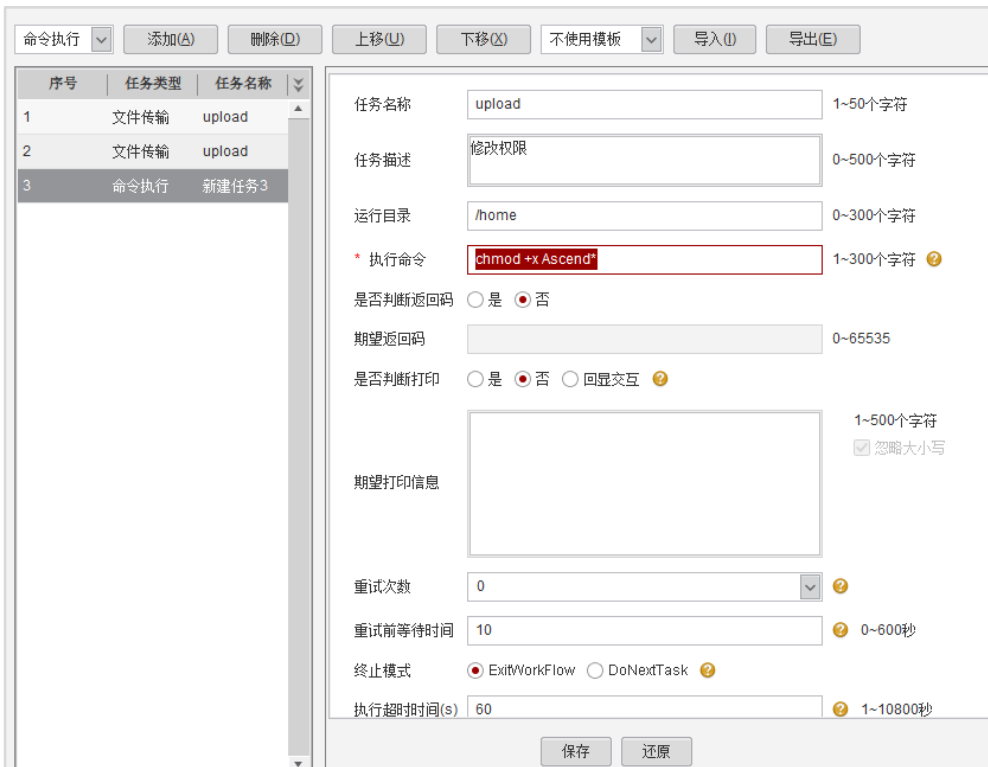 命令执行 添加(A) 删除(D) 上移(U) 下移(X) 不使用模板 导入(I) 导出(E)
序号 任务类型 任务名称
1 文件传输 upload
2 文件传输 upload
3 命令执行 新建任务3
任务名称 upload 1~50个字符
任务描述 修改权限 0~500个字符
运行目录 /home 0~300个字符
* 执行命令 chmod +x Ascend* 1~300个字符
是否判断返回码 是 否
期望返回码 0~65535
是否判断打印 是 否 回显交互
期望打印信息 1~500个字符
忽略大小写
重试次数 0
重试前等待时间 10 0~600秒
终止模式 ExitWorkFlow DoNextTask
执行超时时间(s) 60 1~10800秒
保存 还原